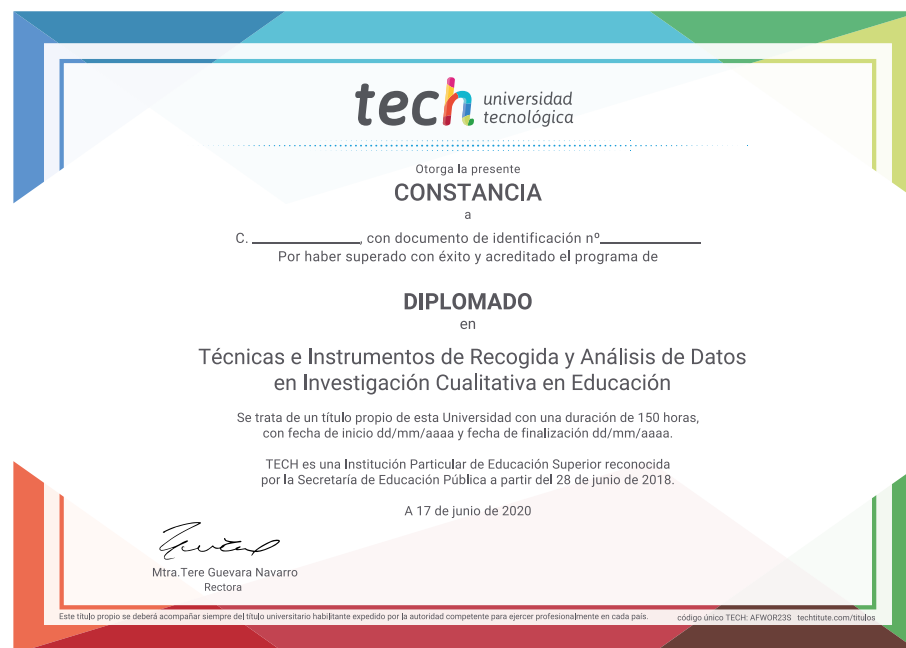 tech universidad
tecnológica
Otorga la presente
CONSTANCIA
a
C. ______________, con documento de identificación nº_____________
Por haber superado con éxito y acreditado el programa de
DIPLOMADO
en
Técnicas e Instrumentos de Recogida y Análisis de Datos
en Investigación Cualitativa en Educación
Se trata de un título propio de esta Universidad con una duración de 150 horas,
con fecha de inicio dd/mm/aaaa y fecha de finalización dd/mm/aaaa.
TECH es una Institución Particular de Educación Superior reconocida
por la Secretaría de Educación Pública a partir del 28 de junio de 2018.
A 17 de junio de 2020
Mtra.Tere Guevara Navarro
Rectora
Este título propio se deberá acompañar siempre del título universitario habilitante expedido por la autoridad competente para ejercer profesionalmente en cada país.
código único TECH: AFWOR23S techtitute.com/titulos